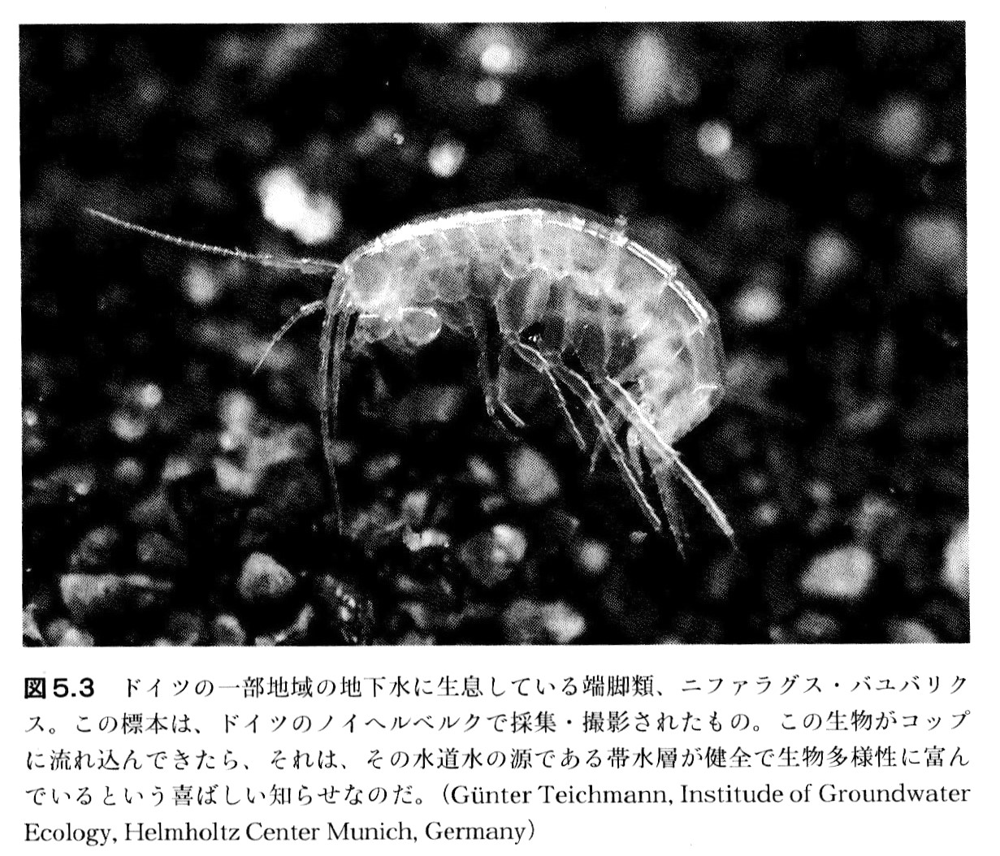 図5.3　ドイツの一部地域の地下水に生息している端脚類、ニファラグス・バユバリク
ス。この標本は、ドイツのノイヘルベルクで採集・撮影されたもの。この生物がコップ
に流れ込んできたら、それは、その水道水の源である帯水層が健全で生物多様性に富ん
でいるという喜ばしい知らせなのだ。（Günter Teichmann, Institude of Groundwater
Ecology, Helmholtz Center Munich, Germany）